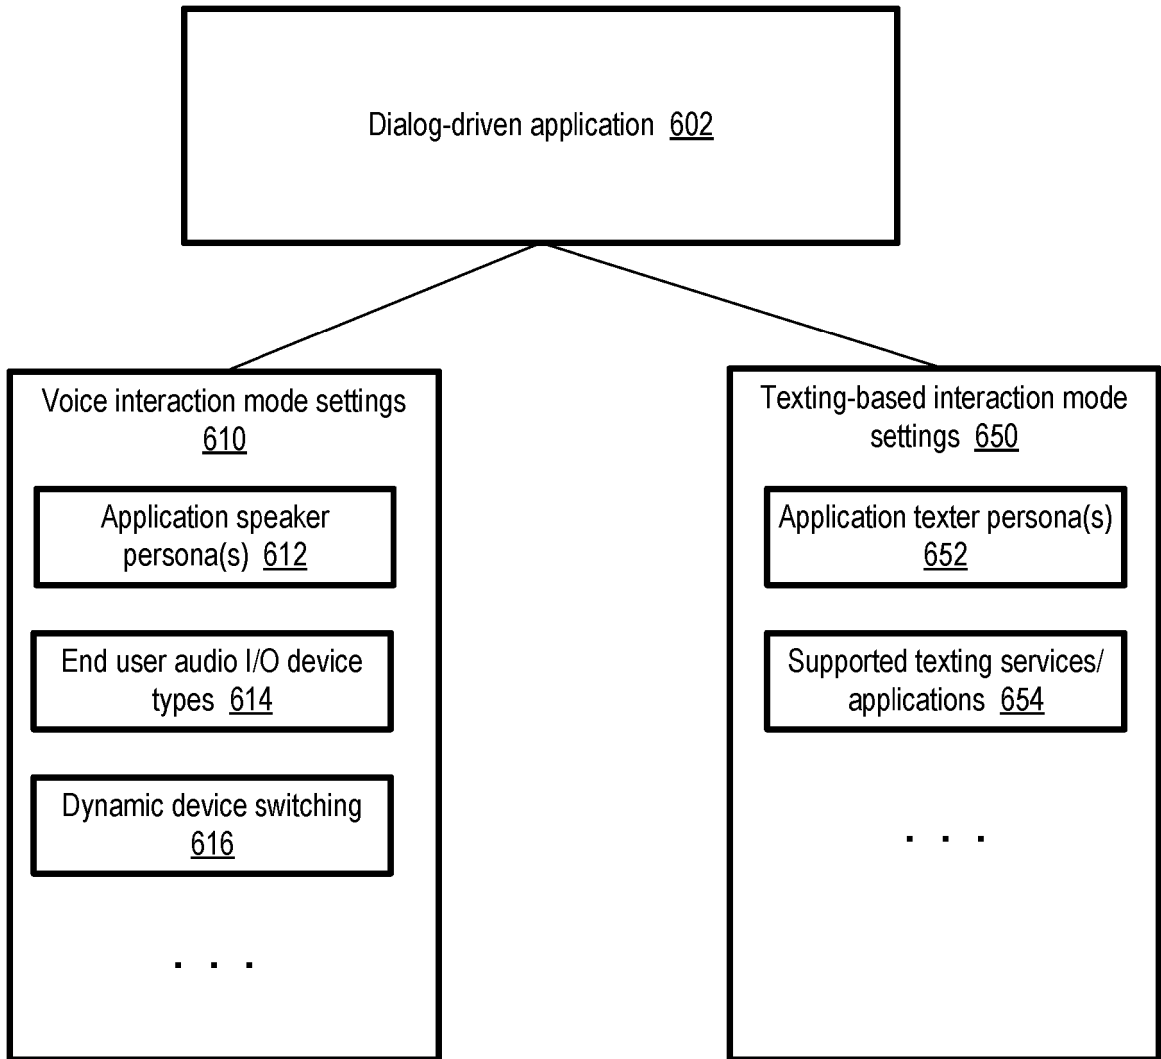 Dialog-driven application 602
Voice interaction mode settings
610
Application speaker
persona(s) 612
End user audio I/O device
types 614
Dynamic device switching
616
. . .
Texting-based interaction mode
settings 650
Application texter persona(s)
652
Supported texting services/
applications 654
. . .